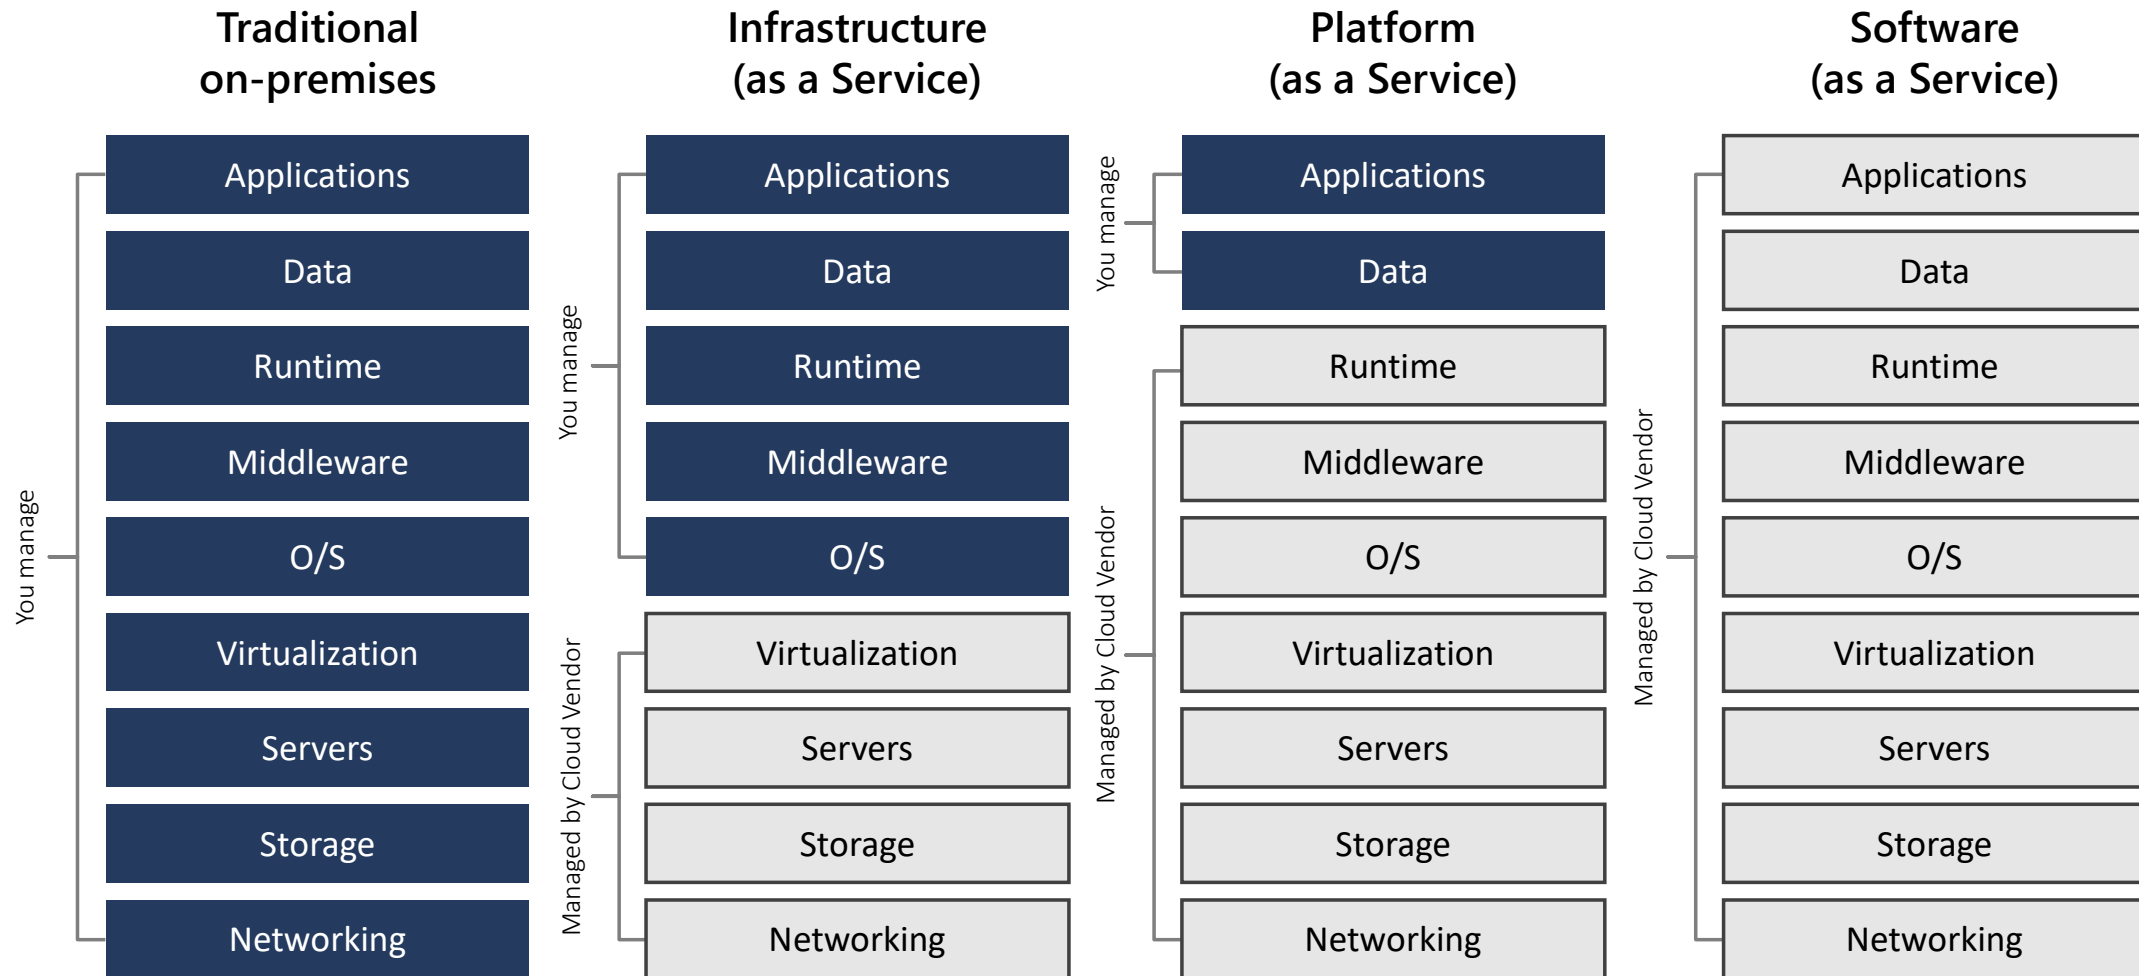 Traditional
on-premises
You manage
Applications
Data
Runtime
Middleware
O/S
Virtualization
Servers
Storage
Networking
Infrastructure
(as a Service)
You manage
Managed by Cloud Vendor
Applications
Data
Runtime
Middleware
O/S
Virtualization
Servers
Storage
Networking
Platform
(as a Service)
You manage
Managed by Cloud Vendor
Applications
Data
Runtime
Middleware
O/S
Virtualization
Servers
Storage
Networking
Software
(as a Service)
Managed by Cloud Vendor
Applications
Data
Runtime
Middleware
O/S
Virtualization
Servers
Storage
Networking